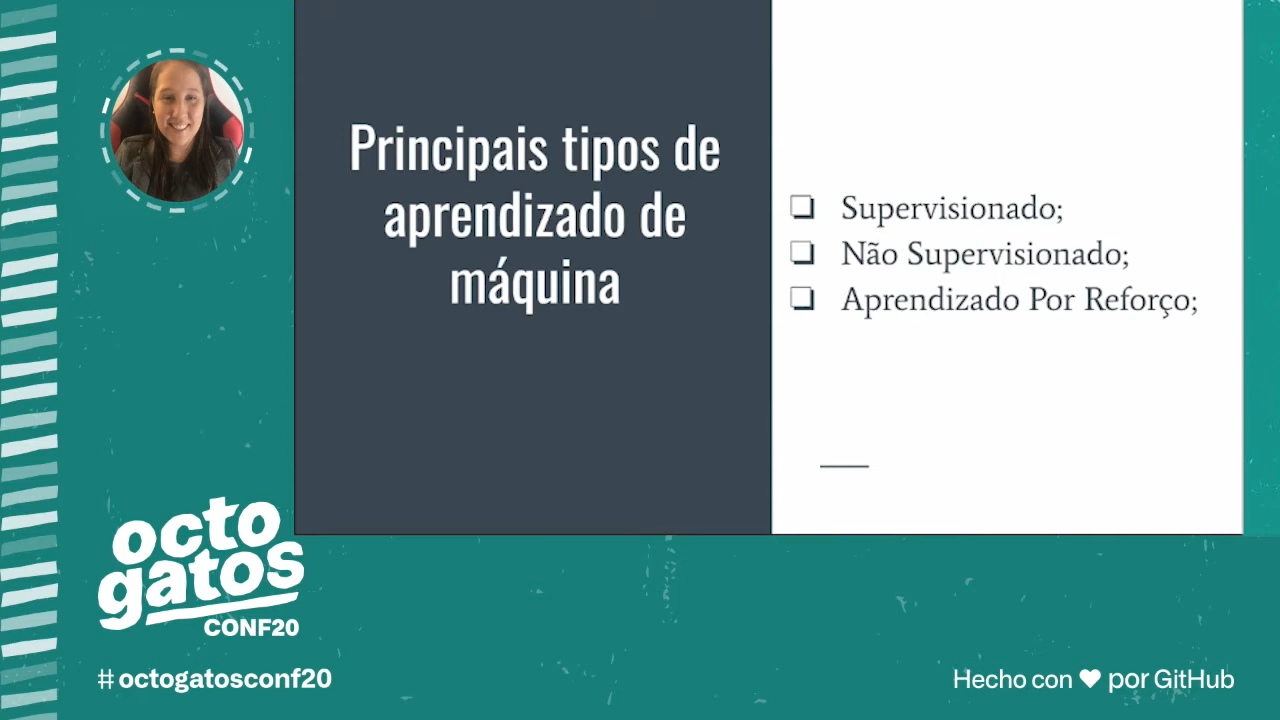 Principais tipos de
aprendizado de
máquina
Supervisionado;
Não Supervisionado;
Aprendizado Por Reforço;
octo
gatos
CONF20
#octogatosconf20
Hecho con ♥ por GitHub